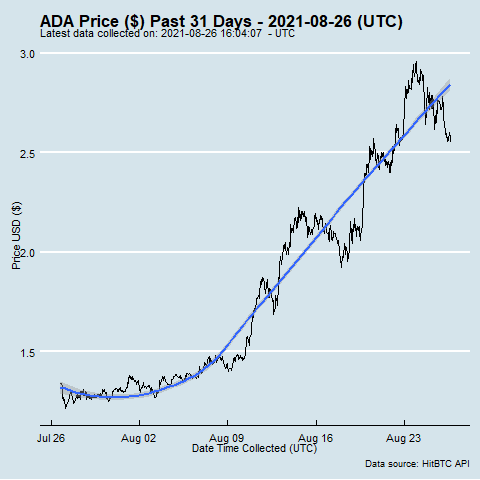 ADA Price ($) Past 31 Days - 2021-08-26 (UTC)
Latest data collected on: 2021-08-26 16:04:07 - UTC
3.0
2.5
2.0
1.5
Price USD ($)
Jul 26 Aug 02 Aug 09 Aug 16 Aug 23
Date Time Collected (UTC)
Data source: HitBTC API